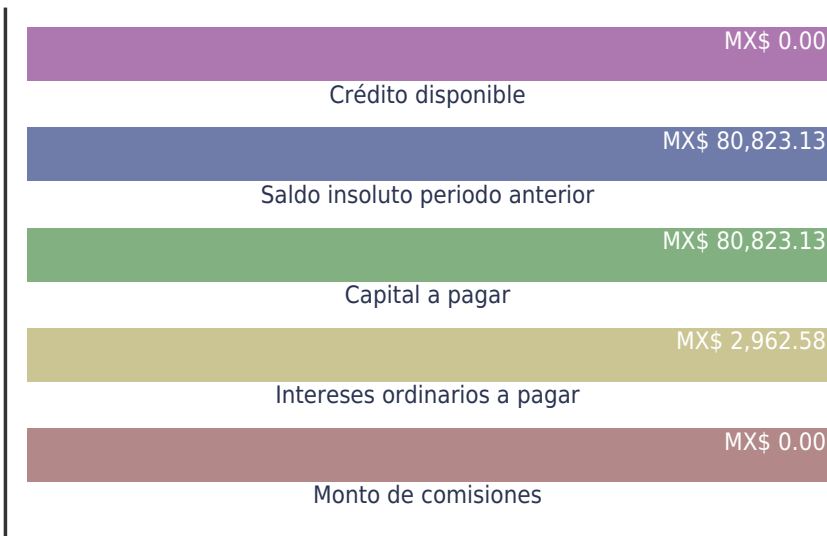 MX$ 0.00
Crédito disponible
MX$ 80,823.13
Saldo insoluto periodo anterior
MX$ 80,823.13
Capital a pagar
MX$ 2,962.58
Intereses ordinarios a pagar
MX$ 0.00
Monto de comisiones